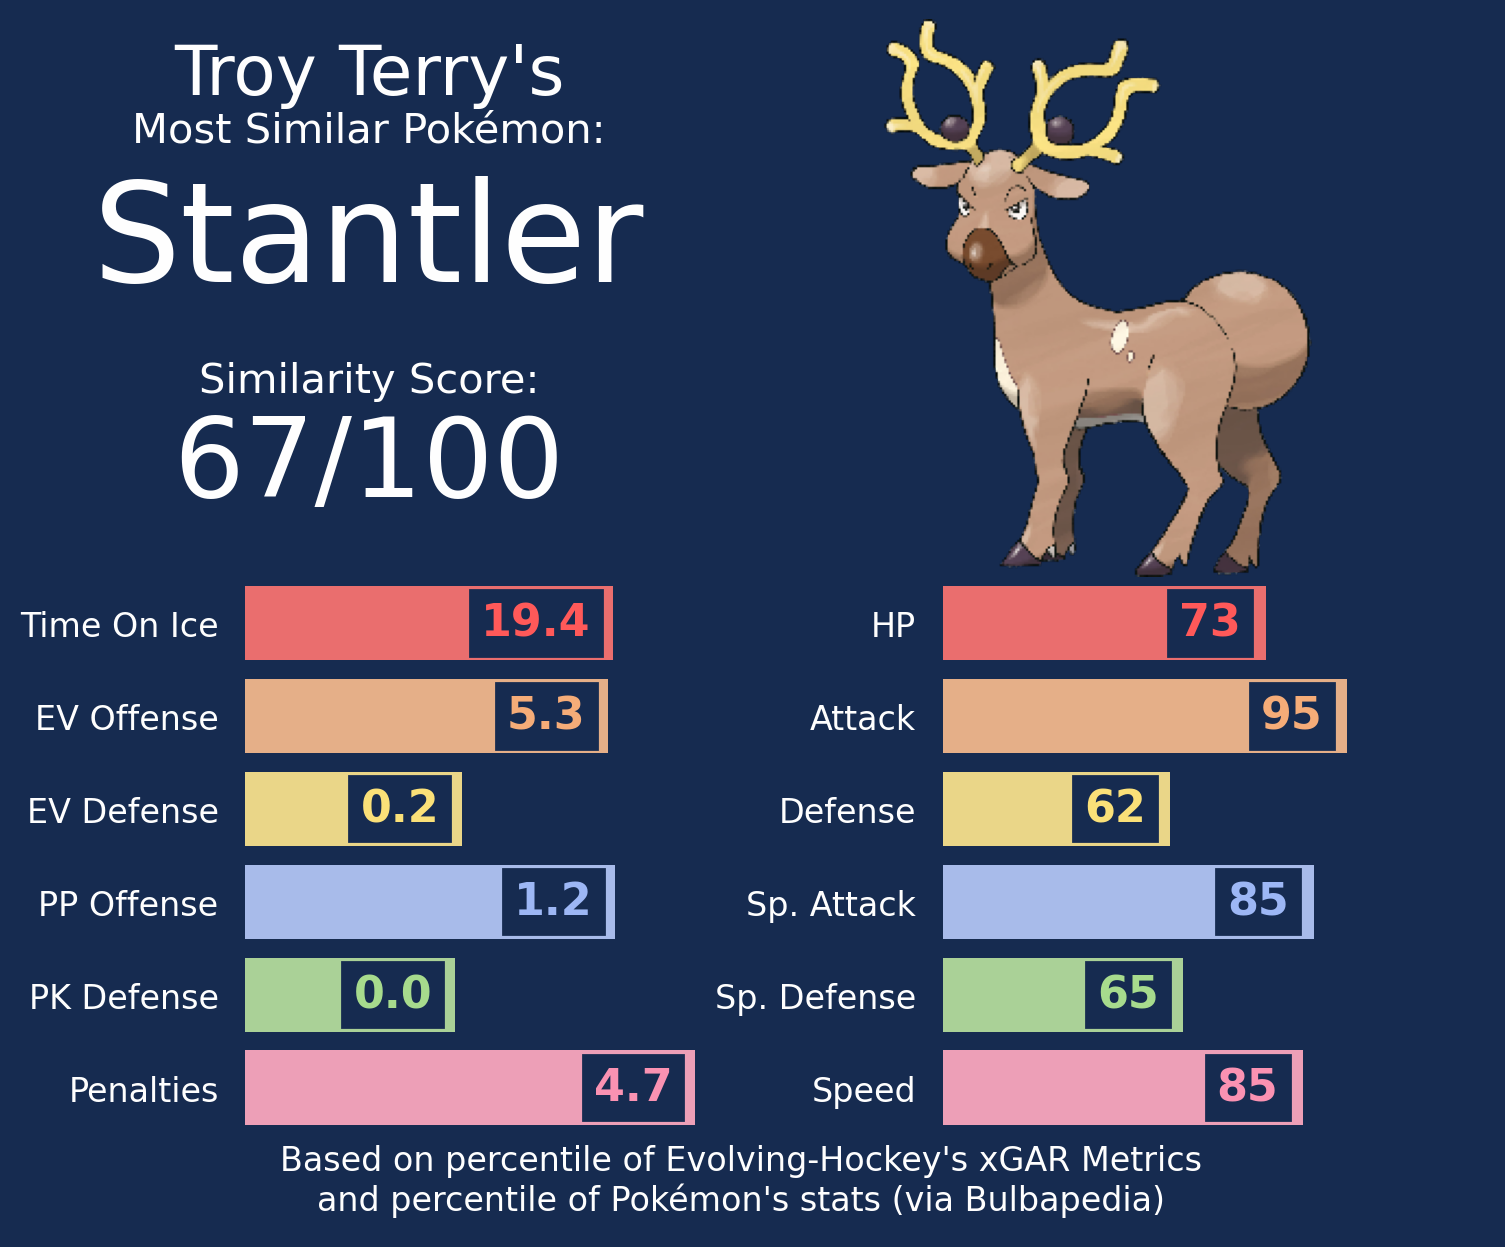 Troy Terry's
Most Similar Pokémon:
Stantler
Similarity Score:
67/100
Time On Ice 19.4
EV Offense 5.3
EV Defense 0.2
PP Offense 1.2
PK Defense 0.0
Penalties 4.7
HP 73
Attack 95
Defense 62
Sp. Attack 85
Sp. Defense 65
Speed 85
Based on percentile of Evolving-Hockey's xGAR Metrics
and percentile of Pokémon's stats (via Bulbapedia)